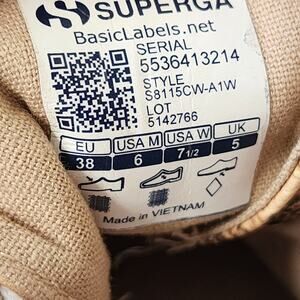 SUPERGA
BasicLabels.net
SERIAL
5536413214
STYLE
S8115CW-A1W
LOT
5142766
EU USA M USA W UK
38 6 7 1/2 5
Made in VIETNAM